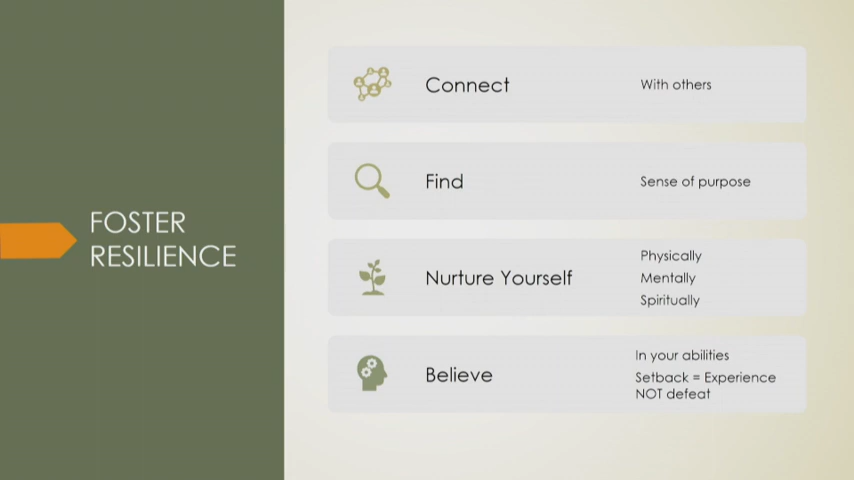 FOSTER
RESILIENCE
Connect
With others
Find
Sense of purpose
Nurture Yourself
Physically
Mentally
Spiritually
Believe
In your abilities
Setback = Experience
NOT defeat